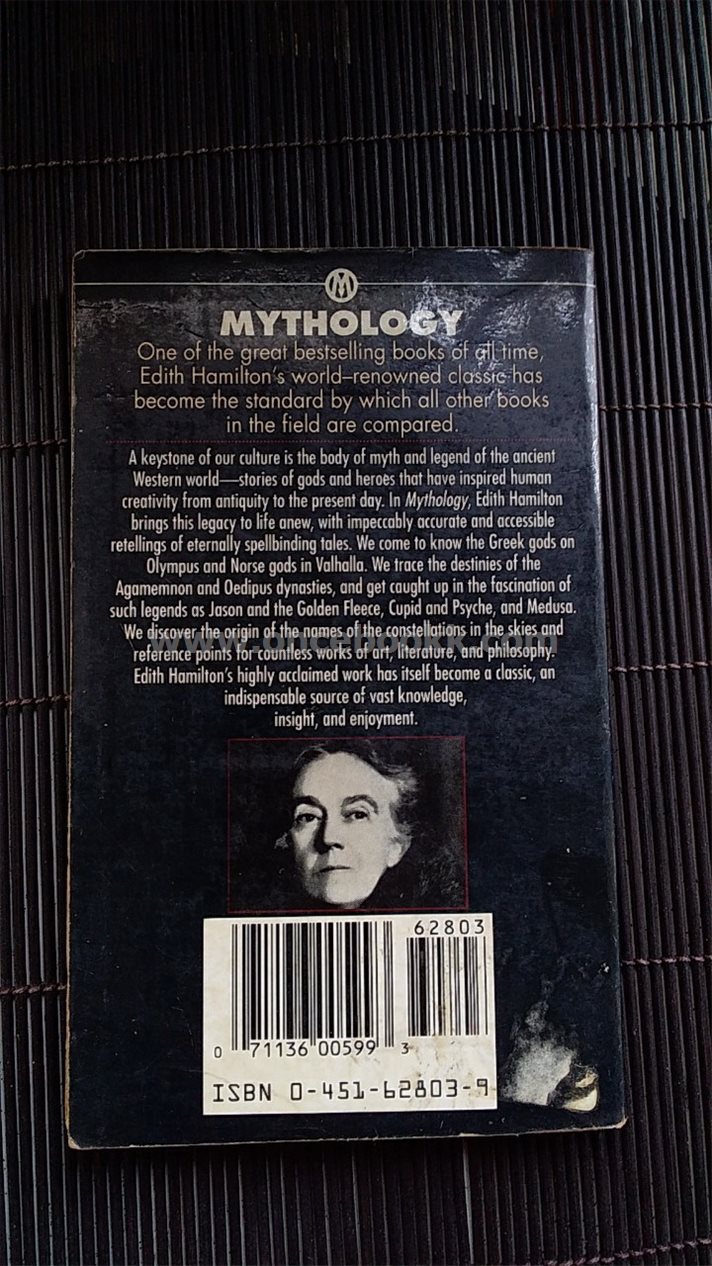 M
MYTHOLOGY
One of the great bestselling books of all time,
Edith Hamilton's world-renowned classic has
become the standard by which all other books
in the field are compared.
A keystone of our culture is the body of myth and legend of the ancient
Western world—stories of gods and heroes that have inspired human
creativity from antiquity to the present day. In Mythology, Edith Hamilton
brings this legacy to life anew, with impeccably accurate and accessible
retellings of eternally spellbinding tales. We come to know the Greek gods on
Olympus and Norse gods in Valhalla. We trace the destinies of the
Agamemnon and Oedipus dynasties, and get caught up in the fascination of
such legends as Jason and the Golden Fleece, Cupid and Psyche, and Medusa.
We discover the origin of the names of the constellations in the skies and
reference points for countless works of art, literature, and philosophy.
Edith Hamilton's highly acclaimed work has itself become a classic, an
indispensable source of vast knowledge,
insight, and enjoyment.
62803
0 71136 00599 3
ISBN 0-451-62803-9